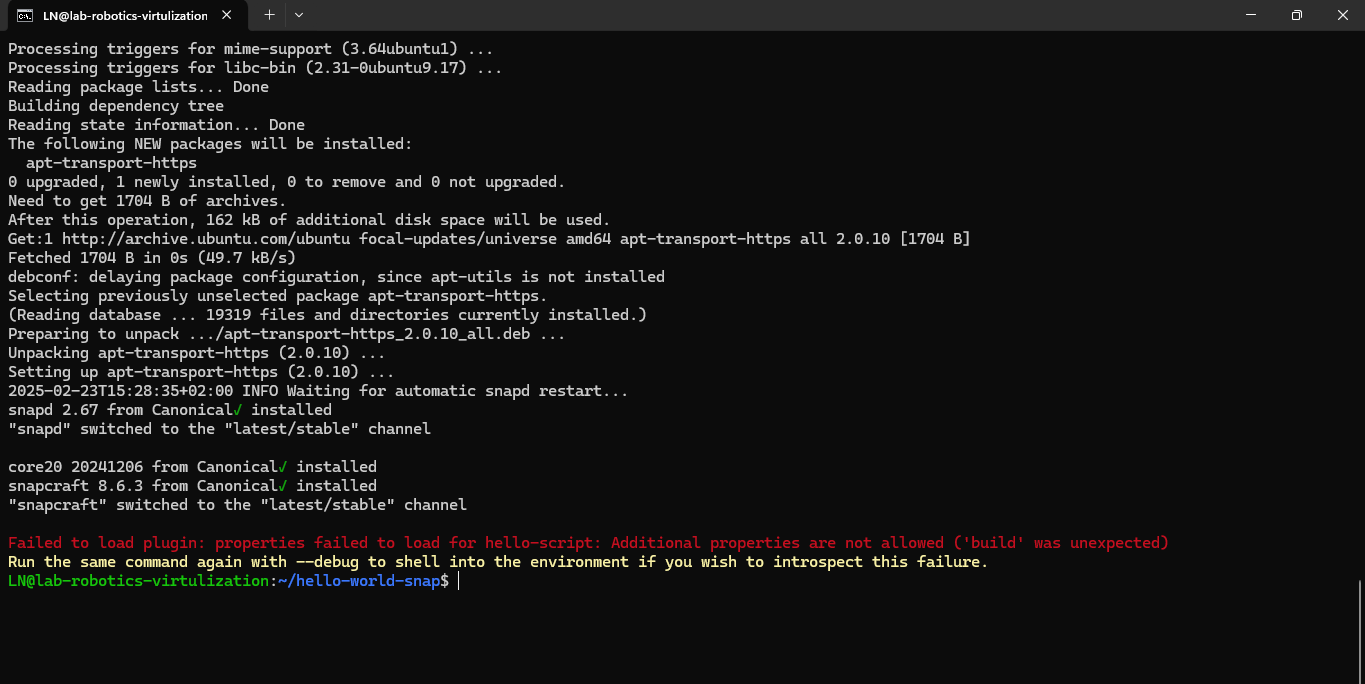 LN@lab-robotics-virtulization
Processing triggers for mime-support (3.64ubuntu1) ...
Processing triggers for libc-bin (2.31-0ubuntu9.17) ...
Reading package lists... Done
Building dependency tree
Reading state information... Done
The following NEW packages will be installed:
  apt-transport-https
0 upgraded, 1 newly installed, 0 to remove and 0 not upgraded.
Need to get 1704 B of archives.
After this operation, 162 kB of additional disk space will be used.
Get:1 http://archive.ubuntu.com/ubuntu focal-updates/universe amd64 apt-transport-https all 2.0.10 [1704 B]
Fetched 1704 B in 0s (49.7 kB/s)
debconf: delaying package configuration, since apt-utils is not installed
Selecting previously unselected package apt-transport-https.
(Reading database ... 19319 files and directories currently installed.)
Preparing to unpack .../apt-transport-https_2.0.10_all.deb ...
Unpacking apt-transport-https (2.0.10) ...
Setting up apt-transport-https (2.0.10) ...
2025-02-23T15:28:35+02:00 INFO Waiting for automatic snapd restart...
snapd 2.67 from Canonical✓ installed
"snapd" switched to the "latest/stable" channel
core20 20241206 from Canonical✓ installed
snapcraft 8.6.3 from Canonical✓ installed
"snapcraft" switched to the "latest/stable" channel
Failed to load plugin: properties failed to load for hello-script: Additional properties are not allowed ('build' was unexpected)
Run the same command again with --debug to shell into the environment if you wish to introspect this failure.
LN@lab-robotics-virtulization:~/hello-world-snap$